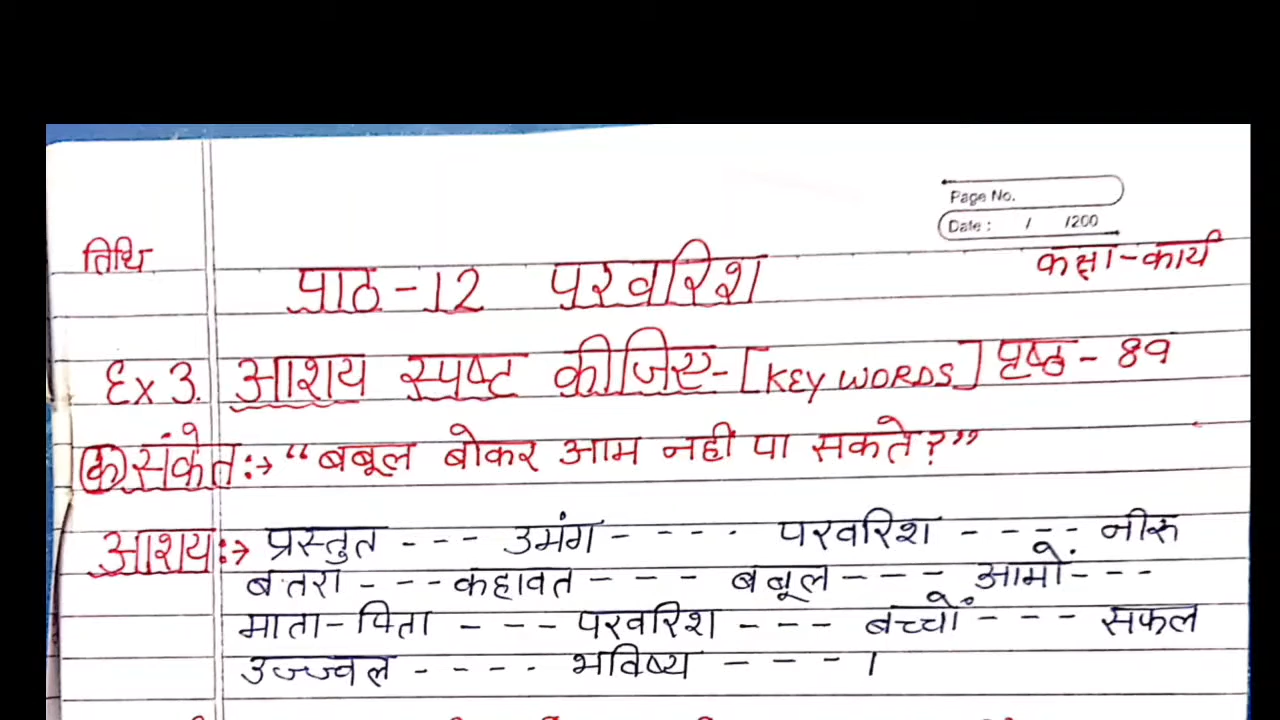 Page No.
Date : / /200
तिथि
कक्षा-कार्य
पाठ-12 परवरिश
Ex 3. आशय स्पष्ट कीजिए-[KEY WORDS] पृष्ठ - 89
(क) संकेत:→ “बबूल बोकर आम नही पा सकते?”
आशय:→ प्रस्तुत --- उमंग - --- परवरिश - --- नीरू
बतरा - --- कहावत - -- - बबूल --- - आमों- --
माता-पिता - --- परवरिश --- - बच्चों - --- सफल
उज्ज्वल - - - - भविष्य - --- ।